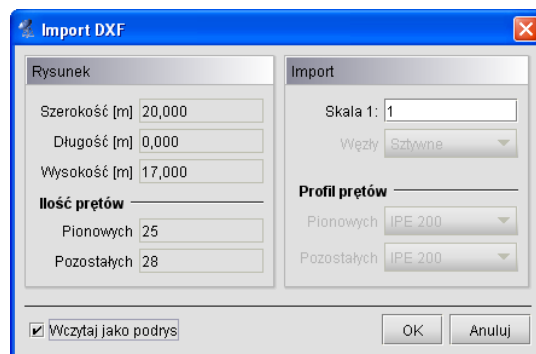 Import DXF
Rysunek
Szerokość [m] 20,000
Długość [m] 0,000
Wysokość [m] 17,000
Ilość prętów
Pionowych 25
Pozostałych 28
Import
Skala 1: 1
Węzły Sztywne
Profil prętów
Pionowych IPE 200
Pozostałych IPE 200
Wczytaj jako podrys
OK
Anuluj